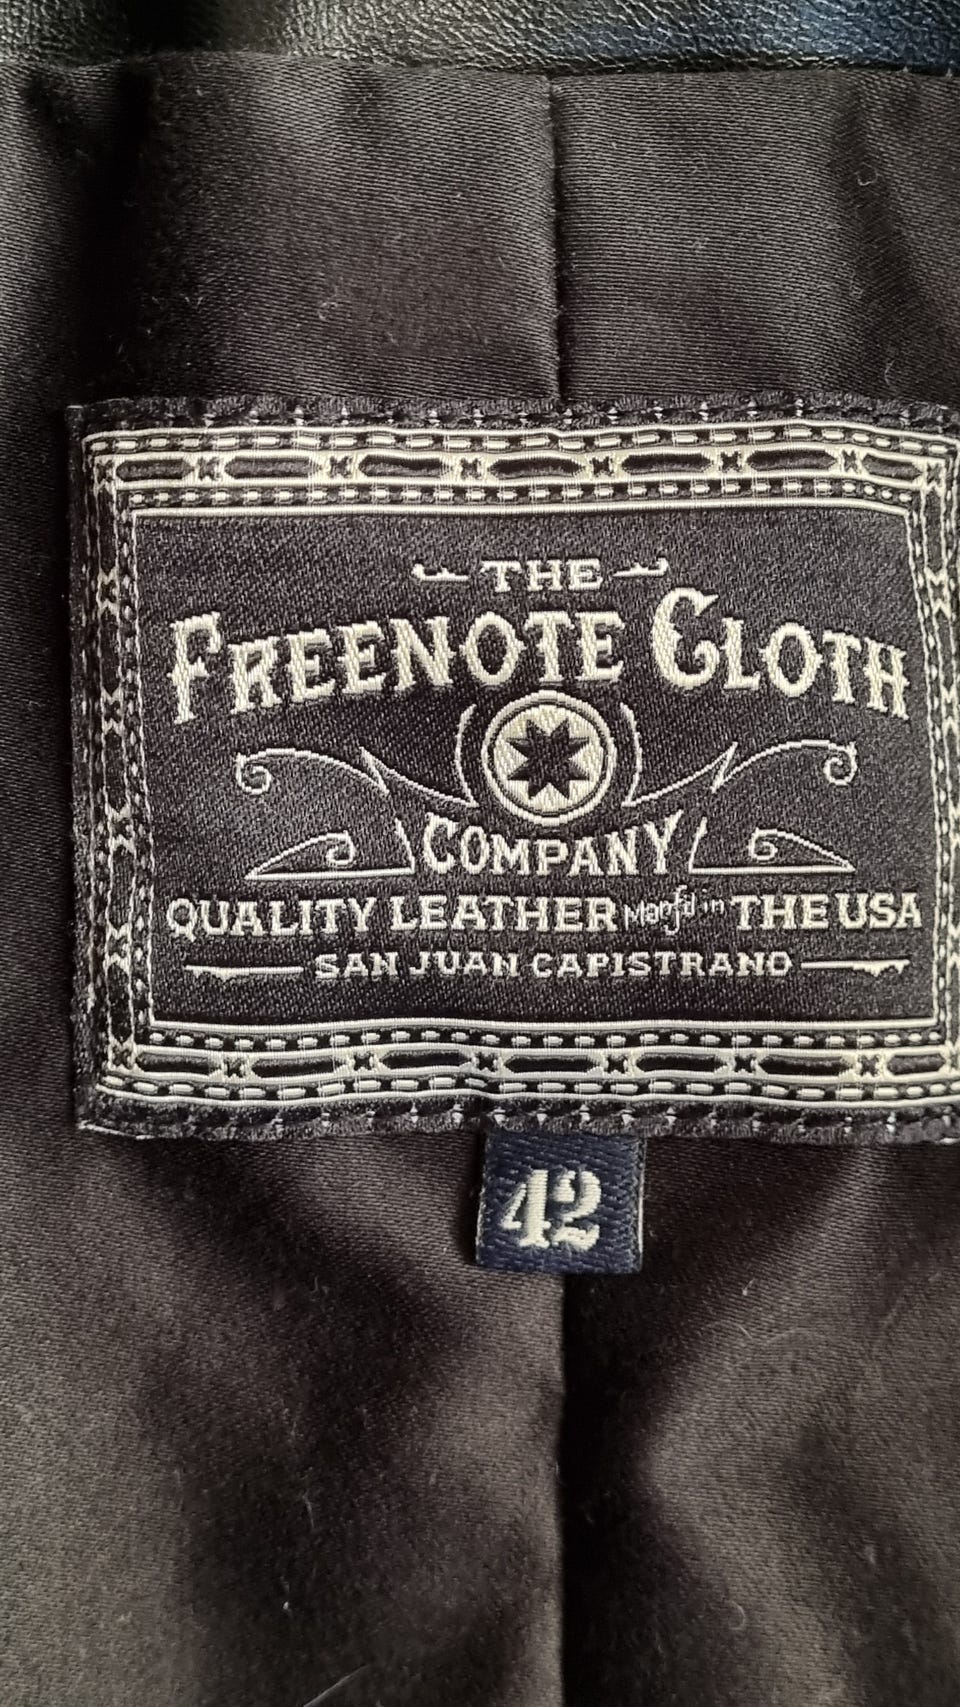 THE
FREENOTE CLOTH
COMPANY
QUALITY LEATHER Manf'd in THE USA
SAN JUAN CAPISTRANO
42